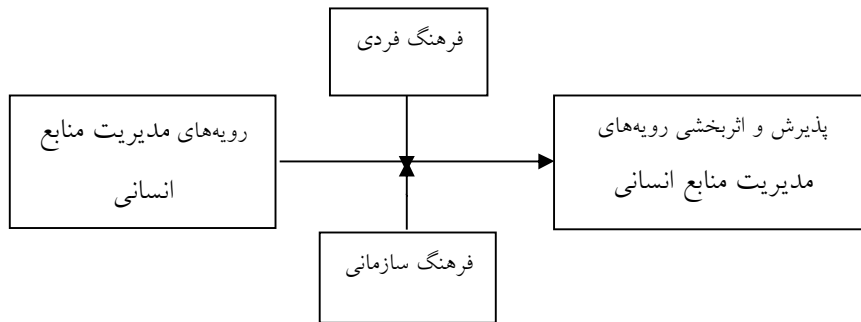 فرهنگ فردی
رویه‌های مدیریت منابع
انسانی
پذیرش و اثربخشی رویه‌های
مدیریت منابع انسانی
فرهنگ سازمانی